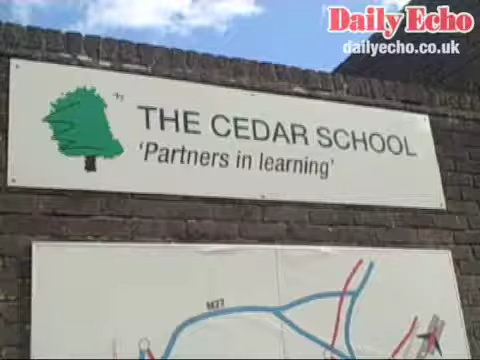 Daily Echo
dailyecho.co.uk
THE CEDAR SCHOOL
'Partners in learning'
M27